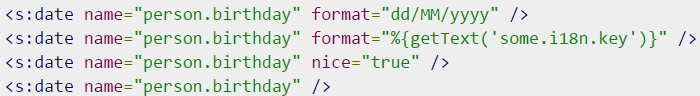 <s:date name="person.birthday" format="dd/MM/yyyy" />
<s:date name="person.birthday" format="%{getText('some.i18n.key')}" />
<s:date name="person.birthday" nice="true" />
<s:date name="person.birthday" />